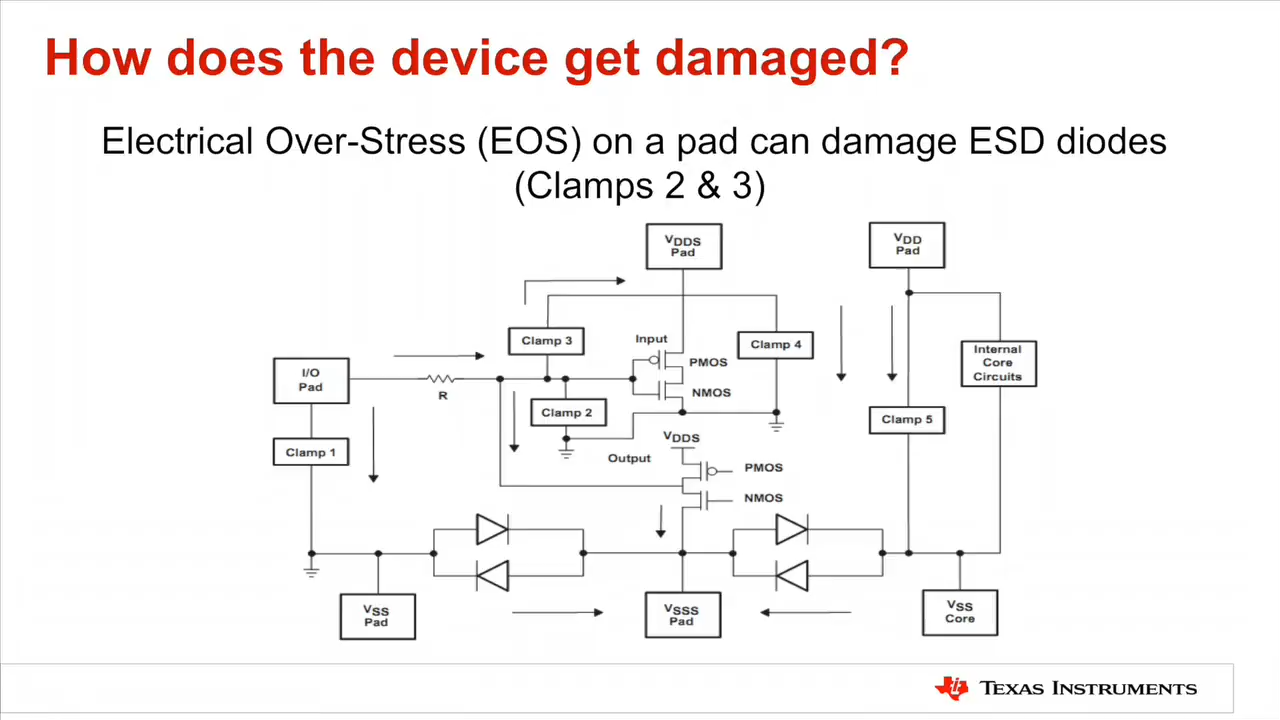 How does the device get damaged?
Electrical Over-Stress (EOS) on a pad can damage ESD diodes
(Clamps 2 & 3)
VDDS
Pad
VDD
Pad
Clamp 3
Input
Clamp 4
PMOS
Internal
Core
Circuits
I/O
Pad
R
NMOS
Clamp 2
Clamp 5
VDDS
Clamp 1
Output
PMOS
NMOS
VSS
Pad
VSSS
Pad
VSS
Core
TEXAS INSTRUMENTS